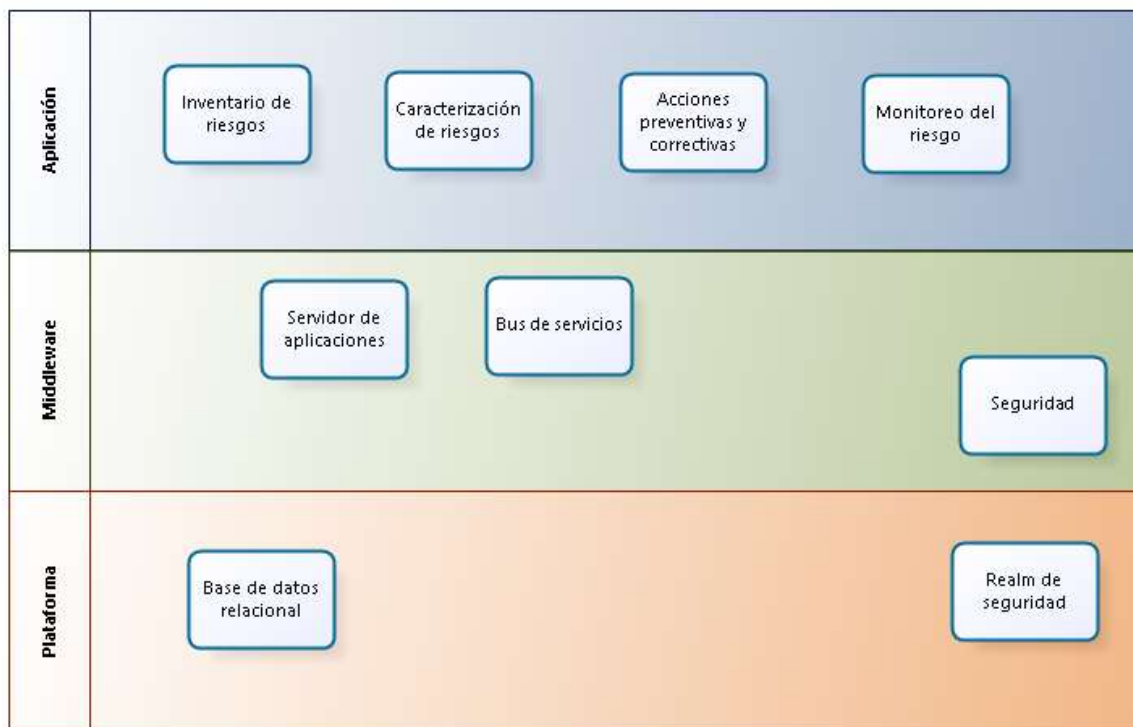 Aplicación
Inventario de
riesgos
Caracterización
de riesgos
Acciones
preventivas y
correctivas
Monitoreo del
riesgo
Middleware
Servidor de
aplicaciones
Bus de servicios
Seguridad
Plataforma
Base de datos
relacional
Realm de
seguridad